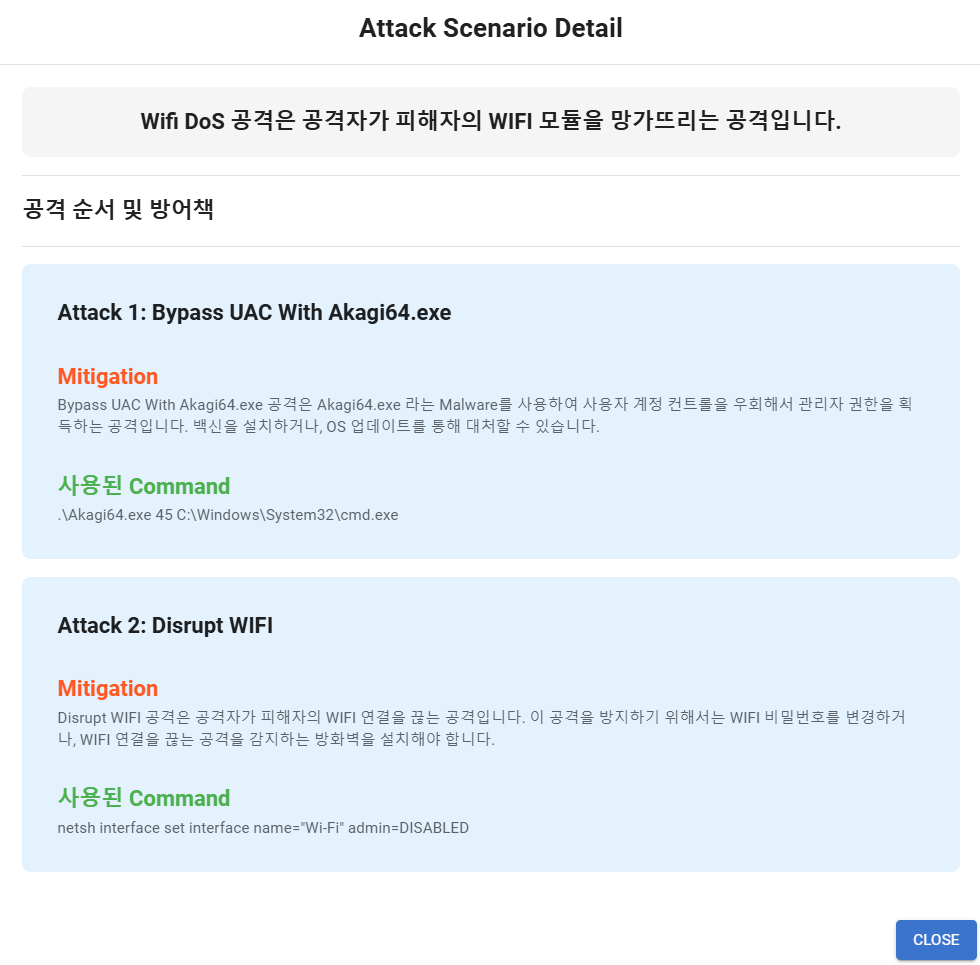 Attack Scenario Detail
Wifi DoS 공격은 공격자가 피해자의 WIFI 모듈을 망가뜨리는 공격입니다.
공격 순서 및 방어책
Attack 1: Bypass UAC With Akagi64.exe
Mitigation
Bypass UAC With Akagi64.exe 공격은 Akagi64.exe 라는 Malware를 사용하여 사용자 계정 컨트롤을 우회해서 관리자 권한을 획
득하는 공격입니다. 백신을 설치하거나, OS 업데이트를 통해 대처할 수 있습니다.
사용된 Command
.\Akagi64.exe 45 C:\Windows\System32\cmd.exe
Attack 2: Disrupt WIFI
Mitigation
Disrupt WIFI 공격은 공격자가 피해자의 WIFI 연결을 끊는 공격입니다. 이 공격을 방지하기 위해서는 WIFI 비밀번호를 변경하거
나, WIFI 연결을 끊는 공격을 감지하는 방화벽을 설치해야 합니다.
사용된 Command
netsh interface set interface name="Wi-Fi" admin=DISABLED
CLOSE